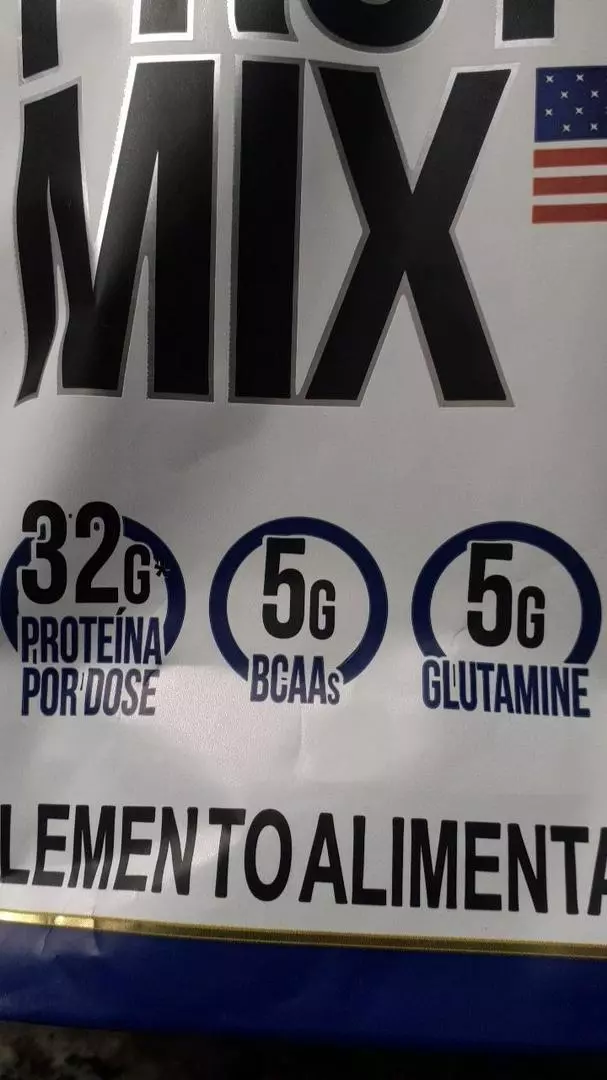 MIX
32G*
PROTEÍNA
POR DOSE
5G
BCAAs
5G
GLUTAMINE
LEMENTO ALIMENTA